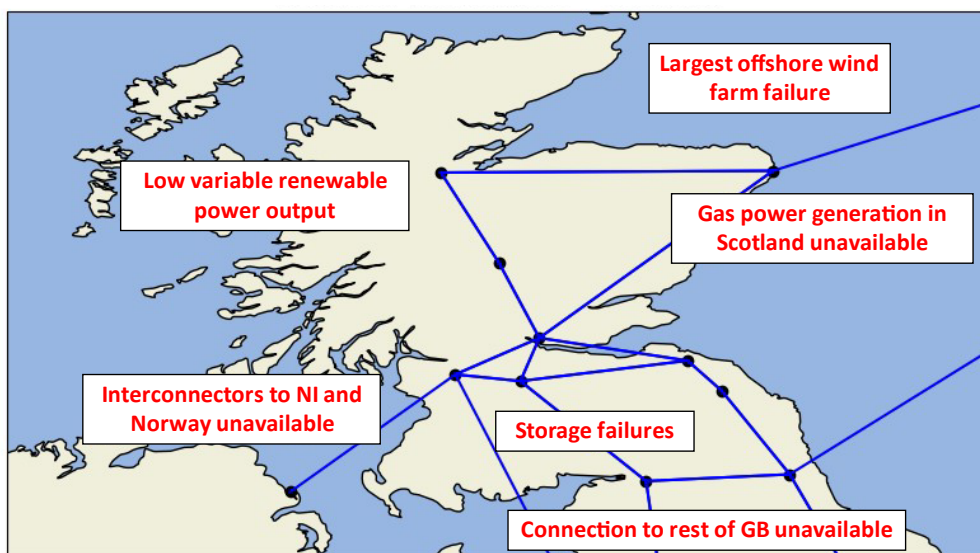 Largest offshore wind
farm failure
Low variable renewable
power output
Gas power generation in
Scotland unavailable
Interconnectors to NI and
Norway unavailable
Storage failures
Connection to rest of GB unavailable